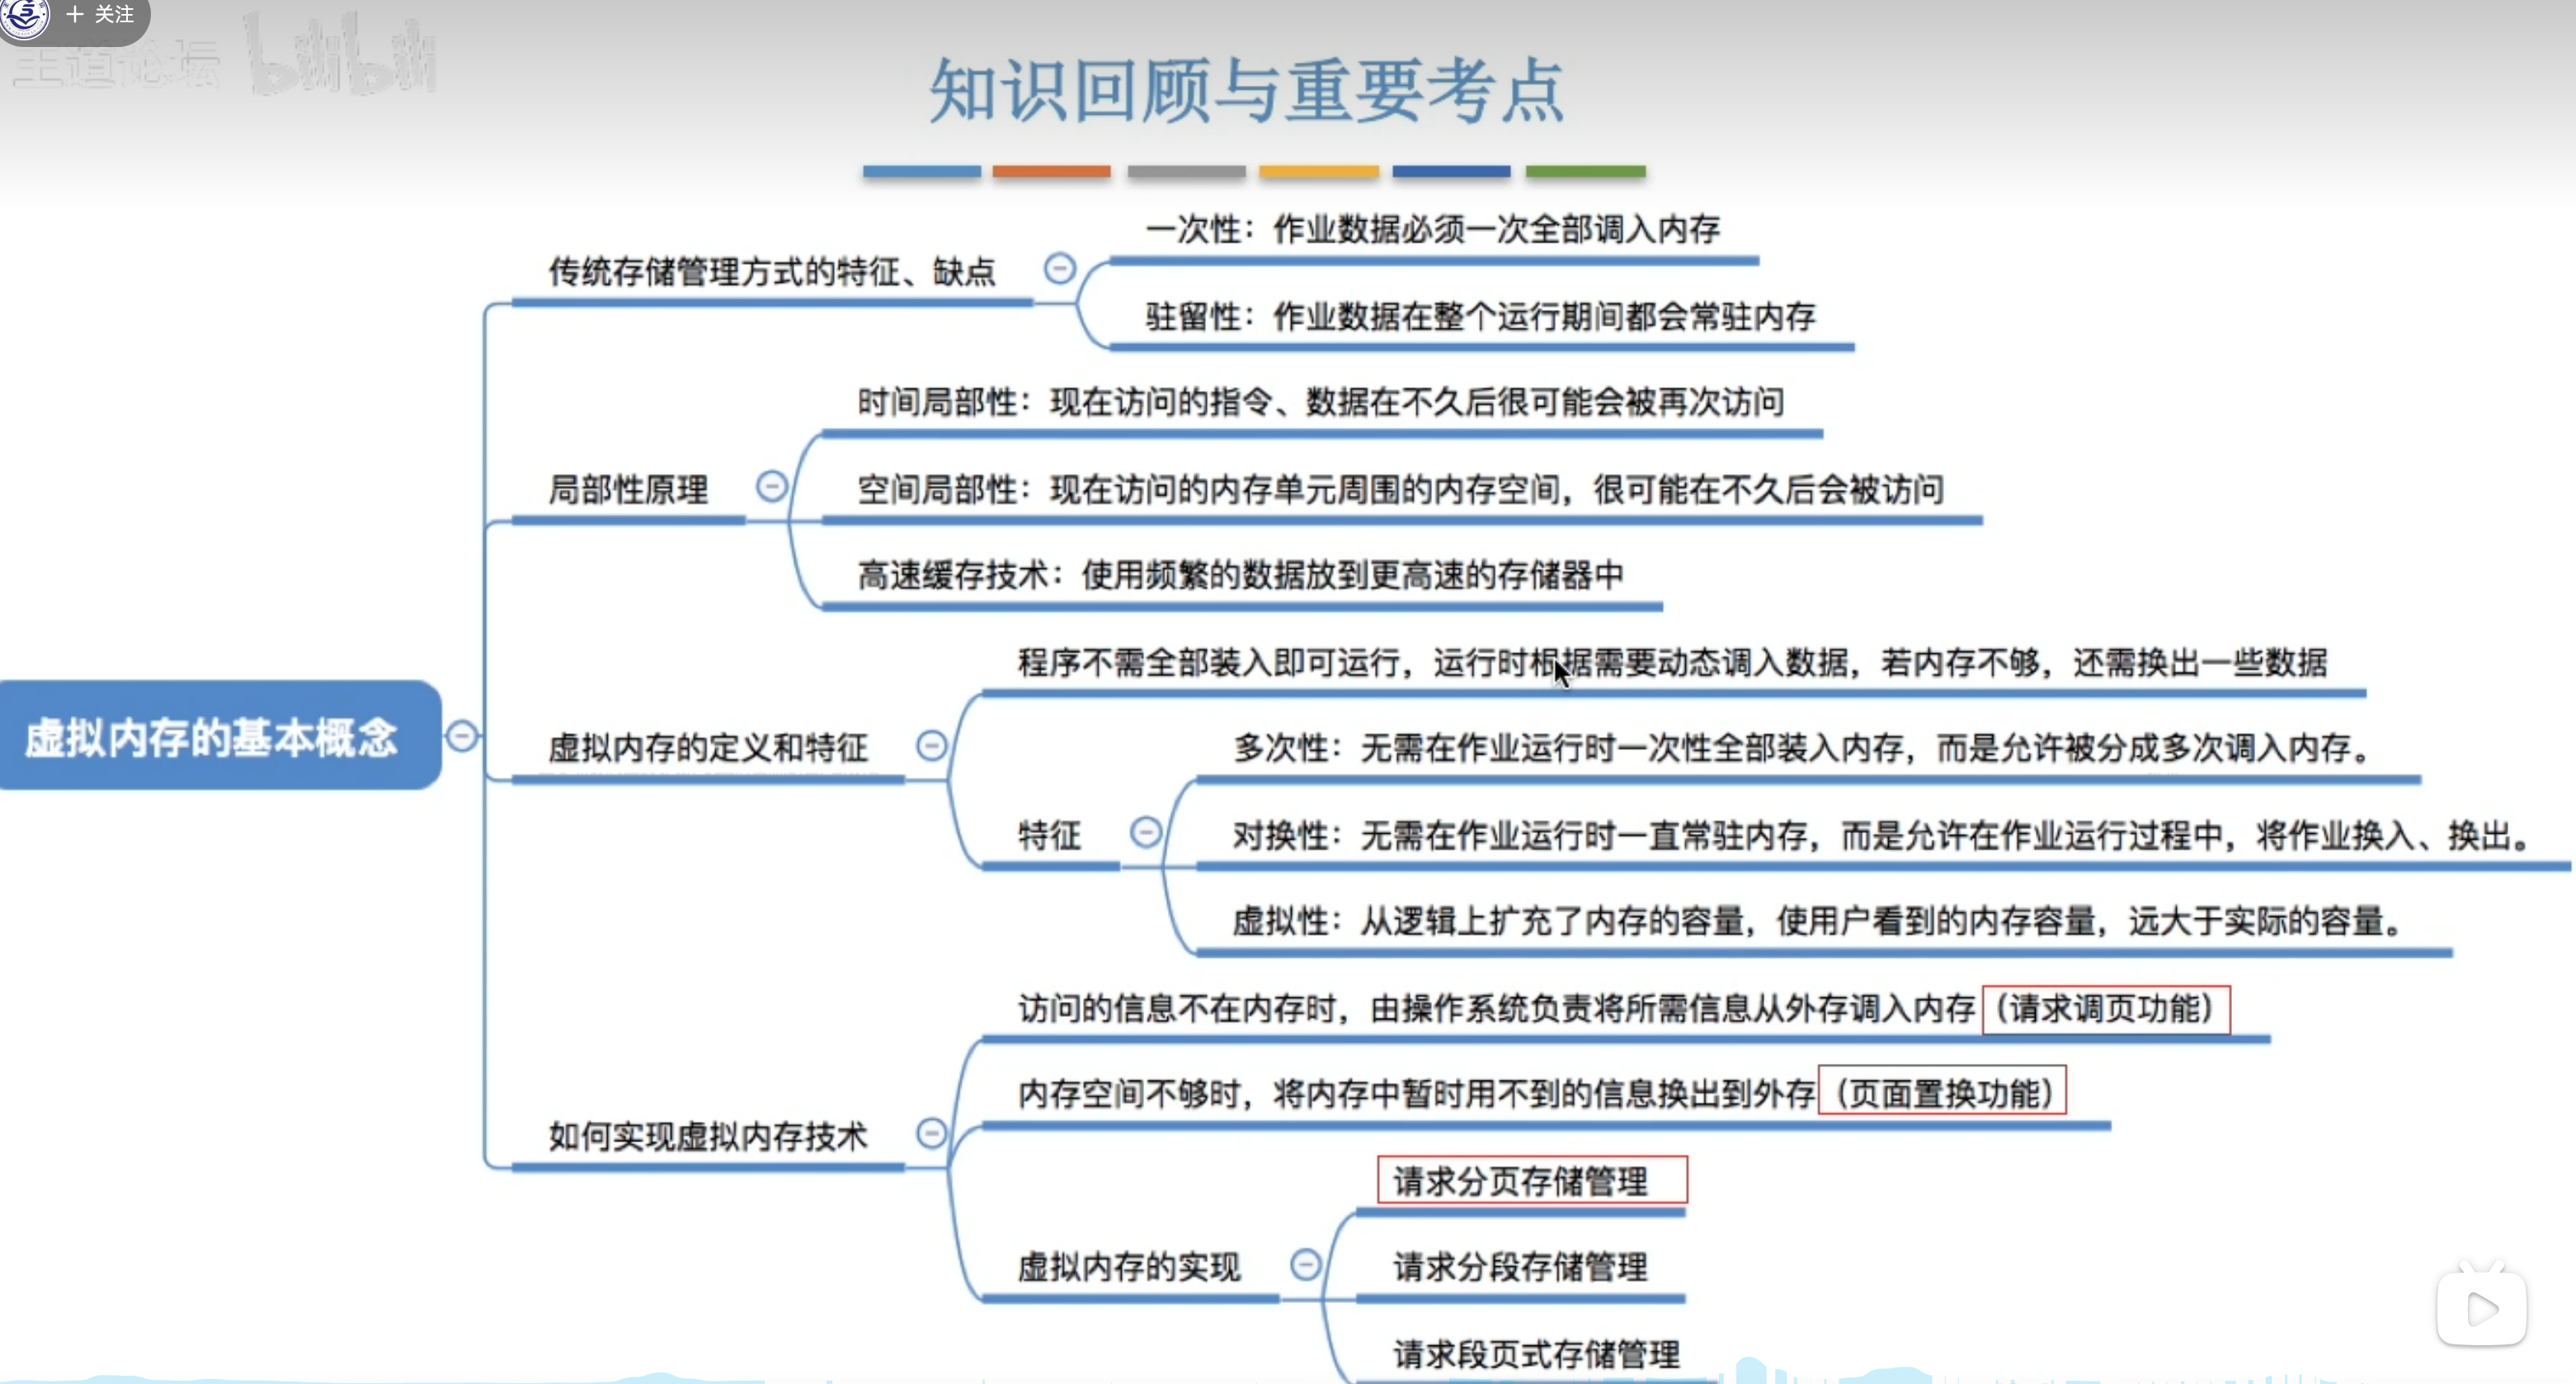 + 关注
王道论坛 bilibili
知识回顾与重要考点
一次性：作业数据必须一次全部调入内存
传统存储管理方式的特征、缺点
驻留性：作业数据在整个运行期间都会常驻内存
时间局部性：现在访问的指令、数据在不久后很可能会被再次访问
局部性原理
空间局部性：现在访问的内存单元周围的内存空间，很可能在不久后会被访问
高速缓存技术：使用频繁的数据放到更高速的存储器中
虚拟内存的基本概念
程序不需全部装入即可运行，运行时根据需要动态调入数据，若内存不够，还需换出一些数据
虚拟内存的定义和特征
多次性：无需在作业运行时一次性全部装入内存，而是允许被分成多次调入内存。
特征
对换性：无需在作业运行时一直常驻内存，而是允许在作业运行过程中，将作业换入、换出。
虚拟性：从逻辑上扩充了内存的容量，使用户看到的内存容量，远大于实际的容量。
访问的信息不在内存时，由操作系统负责将所需信息从外存调入内存（请求调页功能）
内存空间不够时，将内存中暂时用不到的信息换出到外存（页面置换功能）
如何实现虚拟内存技术
请求分页存储管理
虚拟内存的实现
请求分段存储管理
请求段页式存储管理